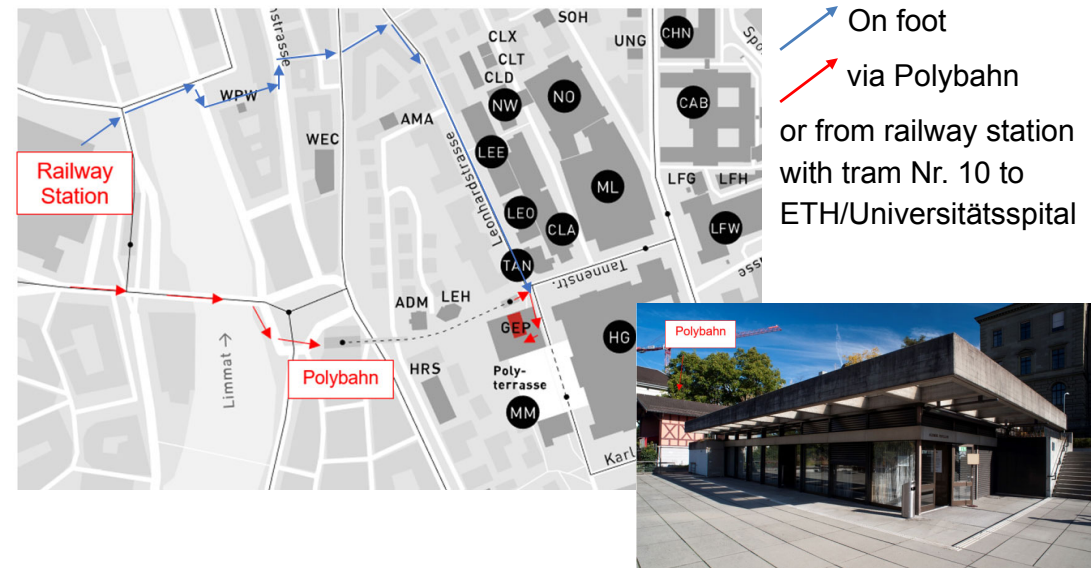 On foot
via Polybahn
or from railway station
with tram Nr. 10 to
ETH/Universitätsspital
SOH
CLX
UNG
CHN
CLT
CLD
WPW
NW
NO
CAB
AMA
WEC
LEE
Railway
Station
Leonhardstrasse
ML
LFG
LFH
LEO
CLA
LFW
TAN
Tannenstr.
ADM
LEH
GEP
HG
Limmat →
Polybahn
HRS
Poly-
terrasse
MM
Karl
Polybahn